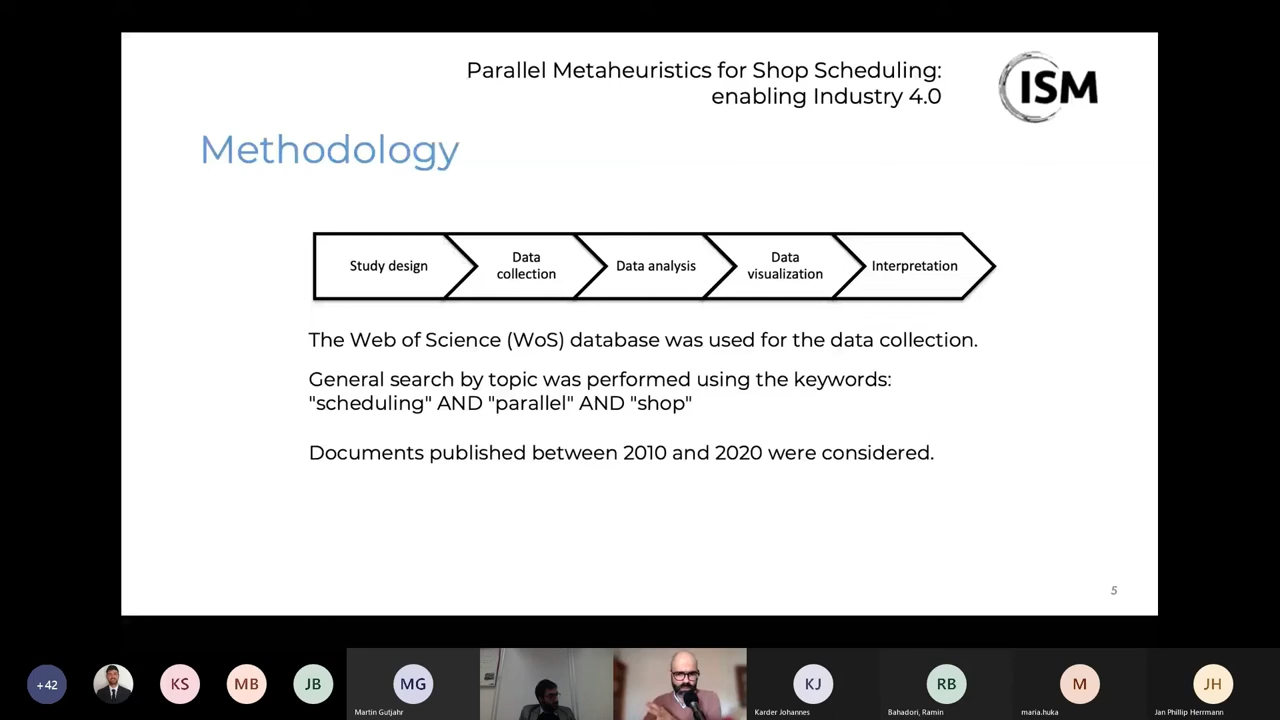 Parallel Metaheuristics for Shop Scheduling:
enabling Industry 4.0
ISM
Methodology
Study design
Data
collection
Data analysis
Data
visualization
Interpretation
The Web of Science (WoS) database was used for the data collection.
General search by topic was performed using the keywords:
"scheduling" AND "parallel" AND "shop"
Documents published between 2010 and 2020 were considered.
5
+42
KS
MB
JB
MG
Martin Gutjahr
KJ
Karder Johannes
RB
Bahadori, Ramin
M
maria.huka
JH
Jan Phillip Herrmann